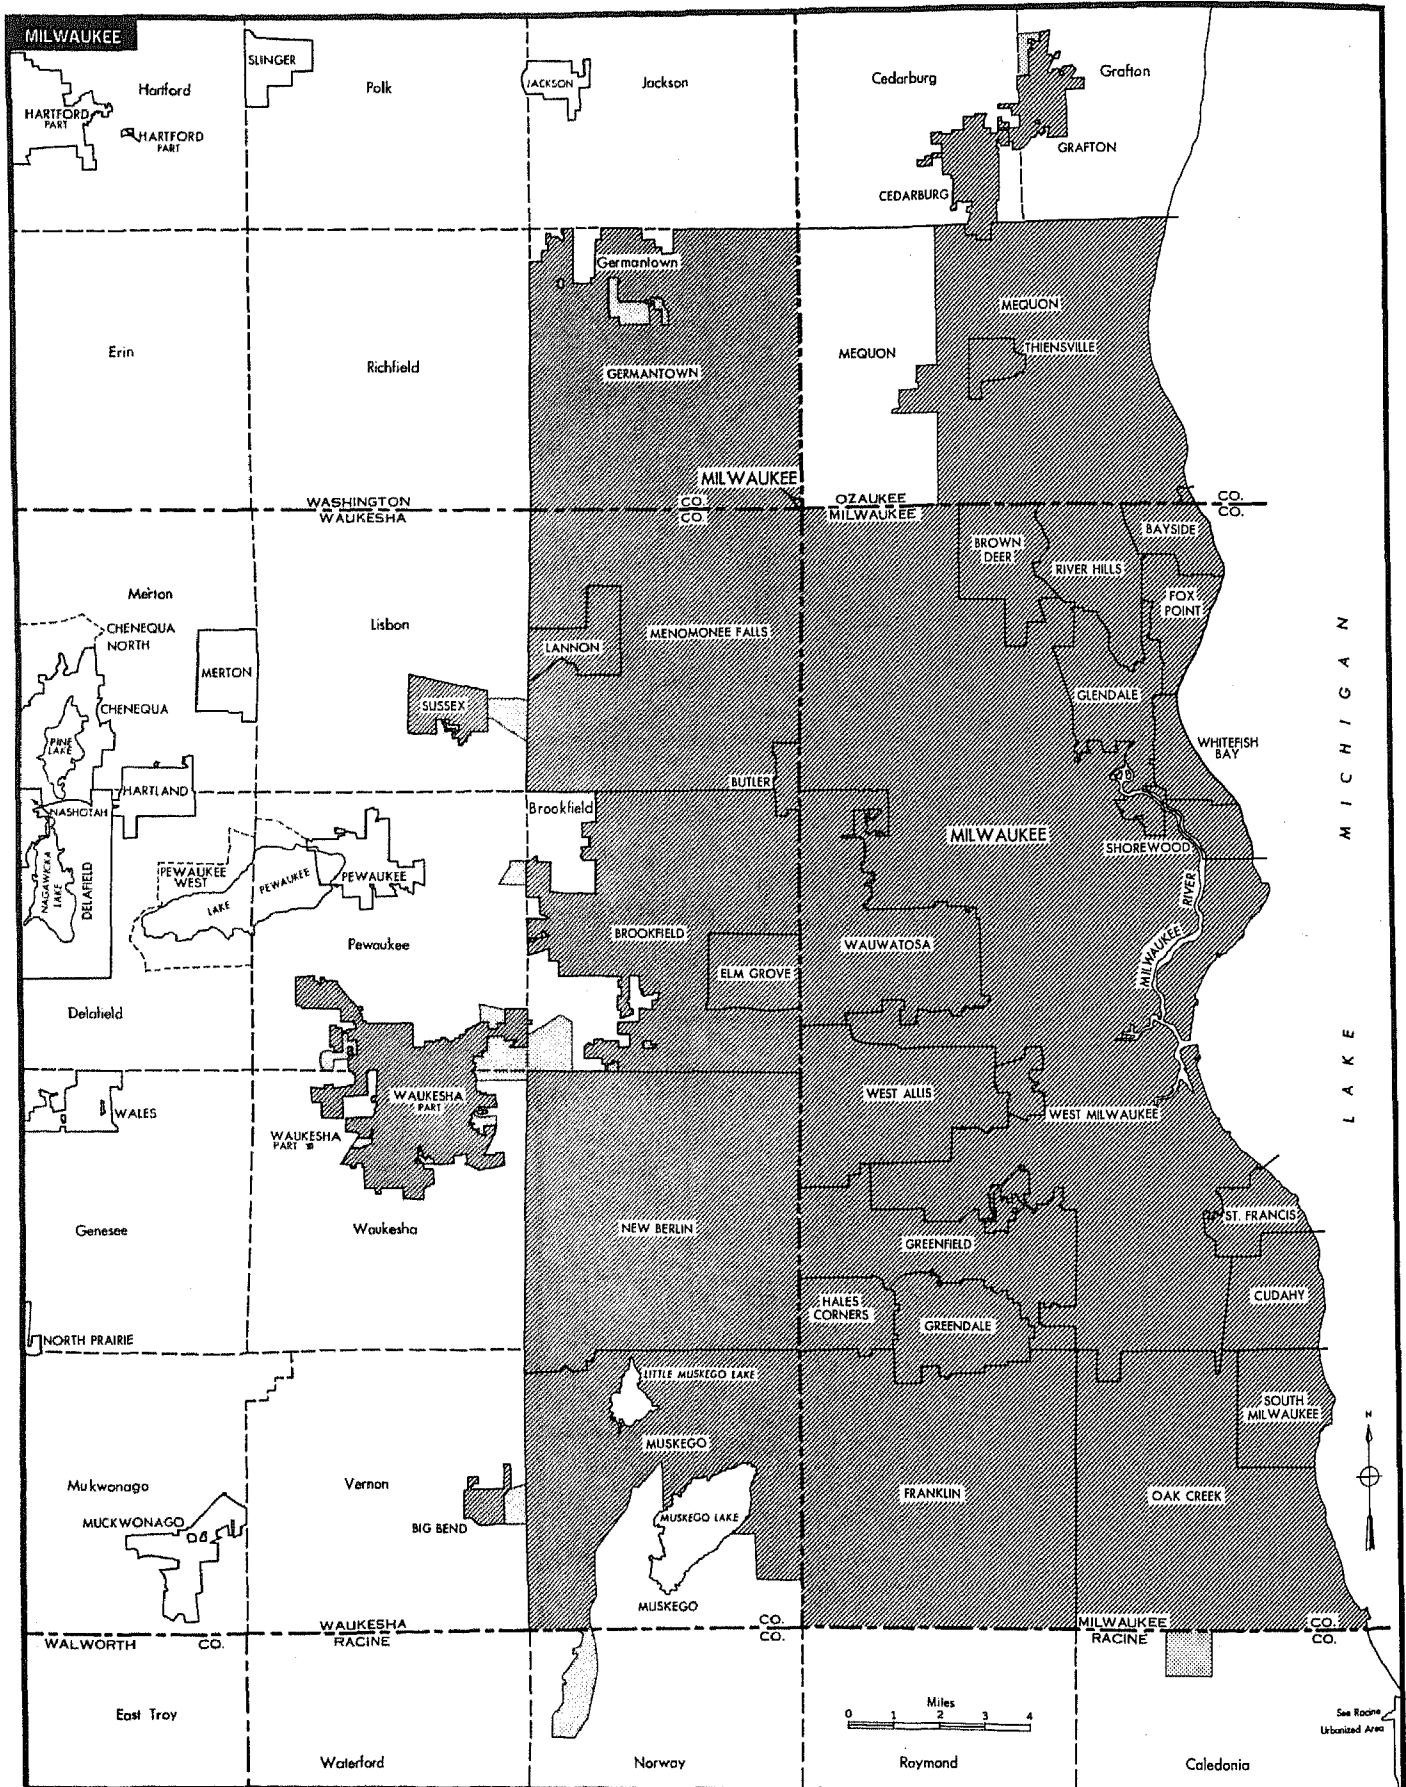 MILWAUKEE
SLINGER
Hartford
Polk
JACKSON
Jackson
Cedarburg
Grafton
HARTFORD
PART
HARTFORD
PART
GRAFTON
CEDARBURG
Germantown
MEQUON
Erin
Richfield
GERMANTOWN
MEQUON
THIENSVILLE
MILWAUKEE
WASHINGTON
WAUKESHA
CO.
CO.
OZAUKEE
MILWAUKEE
CO.
CO.
BROWN
DEER
RIVER HILLS
BAYSIDE
FOX
POINT
Merton
CHENEQUA
NORTH
Lisbon
LANNON
MENOMONEE FALLS
MERTON
CHENEQUA
SUSSEX
GLENDALE
PINE
LAKE
WHITEFISH
BAY
LAKE MICHIGAN
HARTLAND
BUTLER
NASHOTAH
Brookfield
MILWAUKEE
SHOREWOOD
NAGAWICKA
LAKE
DELAFIELD
PEWAUKEE
WEST
PEWAUKEE
LAKE
PEWAUKEE
MILWAUKEE RIVER
Pewaukee
BROOKFIELD
WAUWATOSA
ELM GROVE
Delafield
WALES
WAUKESHA
PART
WAUKESHA
PART
WEST ALLIS
WEST MILWAUKEE
Genesee
Waukesha
NEW BERLIN
ST. FRANCIS
GREENFIELD
HALES
CORNERS
GREENDALE
CUDAHY
NORTH PRAIRIE
LITTLE MUSKEGO LAKE
SOUTH
MILWAUKEE
N
MUSKEGO
Mukwonago
Vernon
FRANKLIN
OAK CREEK
MUCKWONAGO
BIG BEND
MUSKEGO LAKE
MUSKEGO
WALWORTH CO.
WAUKESHA
RACINE
CO.
CO.
MILWAUKEE
RACINE
CO.
CO.
East Troy
Miles
0 1 2 3 4
See Racine
Urbanized Area
Waterford
Norway
Raymond
Caledonia